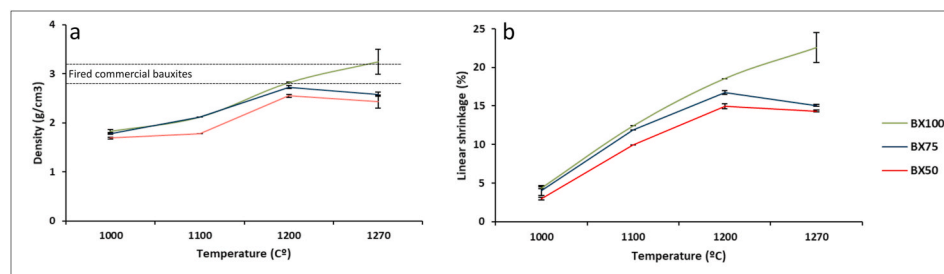 a
4
3
2
1
0
Density (g/cm3)
Fired commercial bauxites
1000 1100 1200 1270
Temperature (Cº)
b
25
20
15
10
5
0
Linear shrinkage (%)
1000 1100 1200 1270
Temperature (ºC)
BX100
BX75
BX50